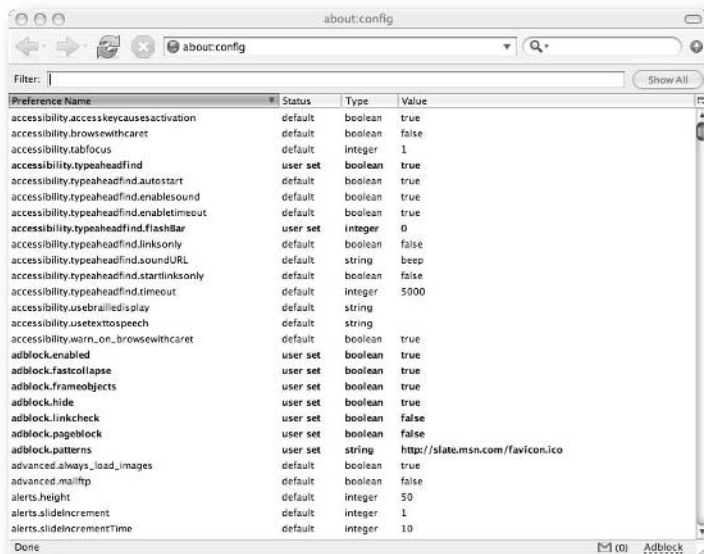 about:config
about:config
Filter: Show All
Preference Name Status Type Value
accessibility.accesskeycausesactivation default boolean true
accessibility.browsewithcaret default boolean false
accessibility.tabfocus default integer 1
accessibility.typeaheadfind user set boolean true
accessibility.typeaheadfind.autostart default boolean true
accessibility.typeaheadfind.enablesound default boolean true
accessibility.typeaheadfind.enabletimeout default boolean true
accessibility.typeaheadfind.flashBar user set integer 0
accessibility.typeaheadfind.linksonly default boolean false
accessibility.typeaheadfind.soundURL default string beep
accessibility.typeaheadfind.startlinksonly default boolean false
accessibility.typeaheadfind.timeout default integer 5000
accessibility.usebrailledisplay default string
accessibility.usetexttospeech default string
accessibility.warn_on_browsewithcaret default boolean true
adblock.enabled user set boolean true
adblock.fastcollapse user set boolean true
adblock.frameobjects user set boolean true
adblock.hide user set boolean true
adblock.linkcheck user set boolean false
adblock.pageblock user set boolean false
adblock.patterns user set string http://slate.msn.com/favicon.ico
advanced.always_load_images default boolean true
advanced.mailftp default boolean false
alerts.height default integer 50
alerts.slideIncrement default integer 1
alerts.slideIncrementTime default integer 10
Done (0) Adblock